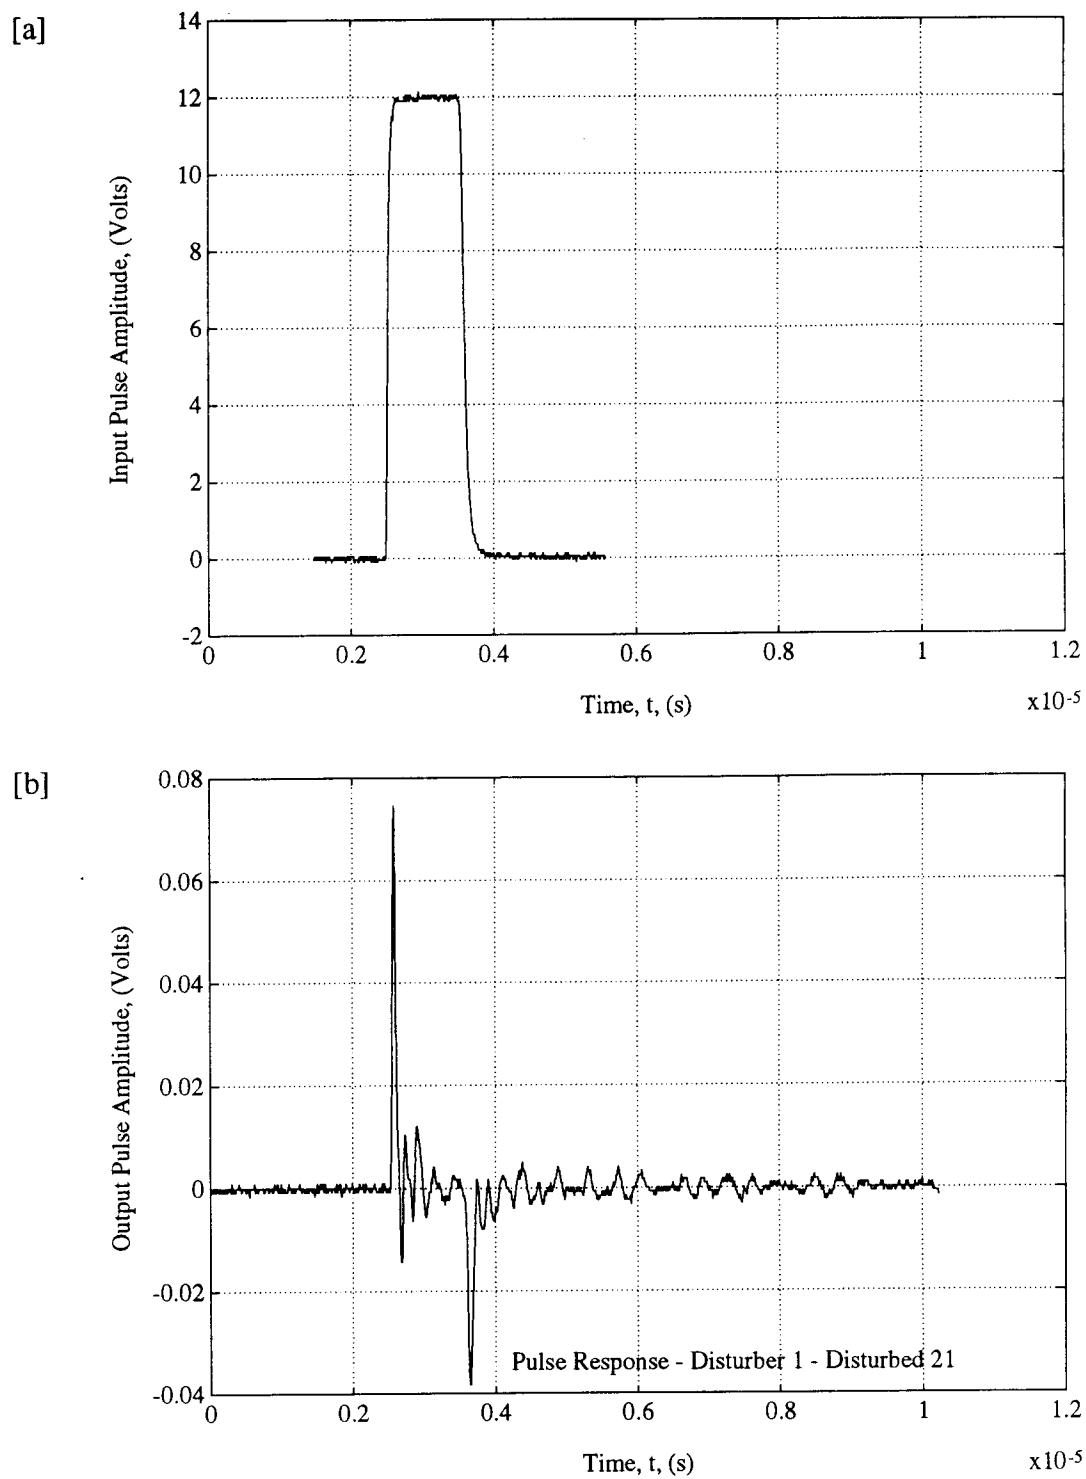 [a]
14
12
10
8
6
4
2
0
-2
Input Pulse Amplitude, (Volts)
0 0.2 0.4 0.6 0.8 1 1.2
Time, t, (s)
x10-5
[b]
0.08
0.06
0.04
0.02
0
-0.02
-0.04
Output Pulse Amplitude, (Volts)
Pulse Response - Disturber 1 - Disturbed 21
0 0.2 0.4 0.6 0.8 1 1.2
Time, t, (s)
x10-5